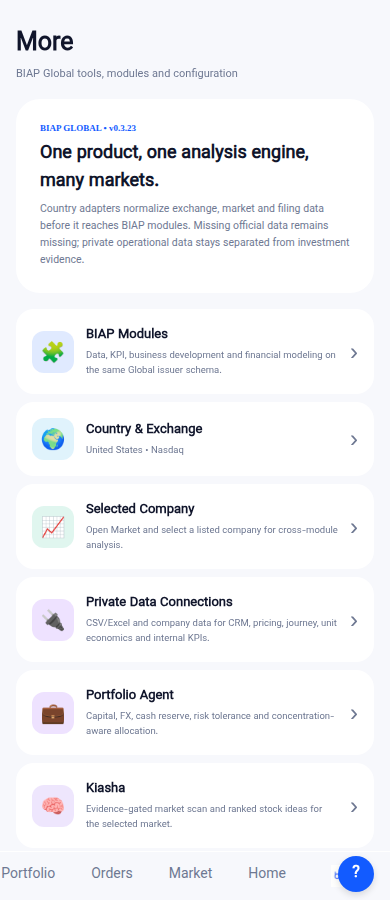 More
BIAP Global tools, modules and configuration
BIAP GLOBAL • v0.3.23
One product, one analysis engine,
many markets.
Country adapters normalize exchange, market and filing data
before it reaches BIAP modules. Missing official data remains
missing; private operational data stays separated from investment
evidence.
BIAP Modules
Data, KPI, business development and financial modeling on
the same Global issuer schema.
Country & Exchange
United States • Nasdaq
Selected Company
Open Market and select a listed company for cross-module
analysis.
Private Data Connections
CSV/Excel and company data for CRM, pricing, journey, unit
economics and internal KPIs.
Portfolio Agent
Capital, FX, cash reserve, risk tolerance and concentration-
aware allocation.
Kiasha
Evidence-gated market scan and ranked stock ideas for
the selected market.
Portfolio Orders Market Home
?